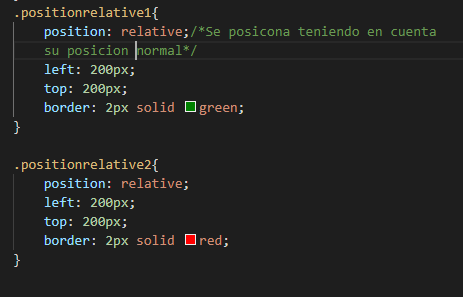 .positionrelative1{
position: relative;/*Se posicona teniendo en cuenta
su posicion normal*/
left: 200px;
top: 200px;
border: 2px solid green;
}
.positionrelative2{
position: relative;
left: 200px;
top: 200px;
border: 2px solid red;
}